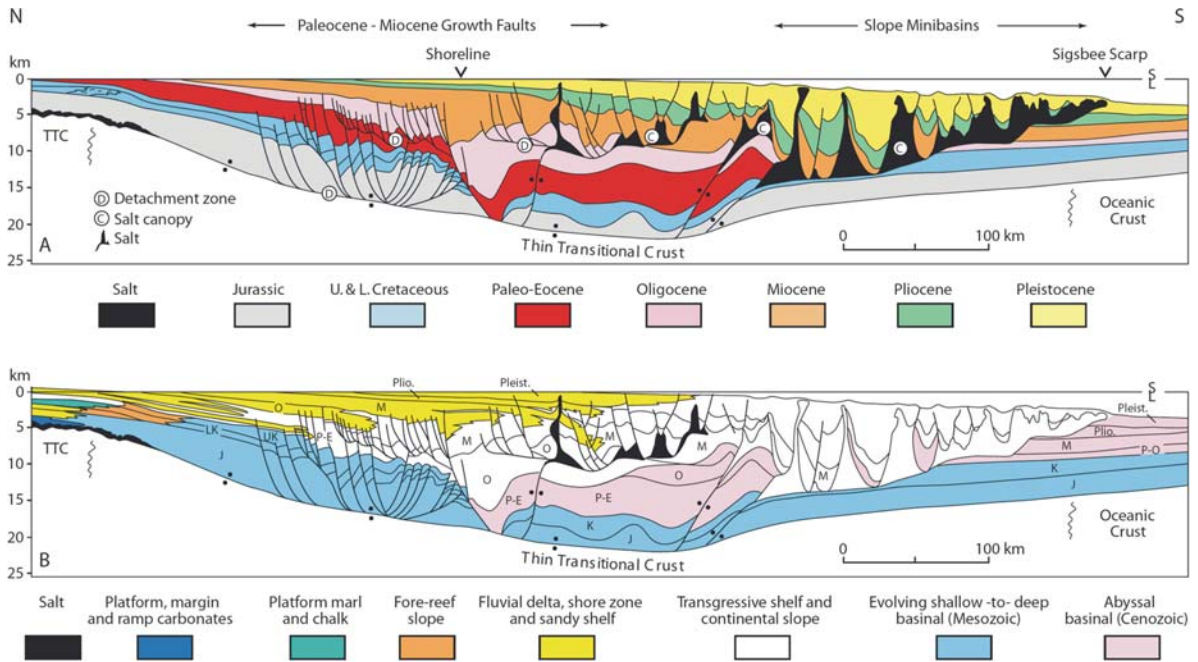 N
Paleocene - Miocene Growth Faults
Slope Minibasins
S
Shoreline
Sigsbee Scarp
km
0
5
10
15
20
25
S
L
TTC
D
D
D
C
C
C
D Detachment zone
C Salt canopy
Salt
A
Thin Transitional Crust
0 100 km
Oceanic
Crust
Salt
Jurassic
U. & L. Cretaceous
Paleo-Eocene
Oligocene
Miocene
Pliocene
Pleistocene
km
0
5
10
15
20
25
Plio.
Pleist.
S
L
O
M
LK
UK
P-E
J
TTC
M
O
M
M
O
O
P-E
P-E
K
J
M
Pleist.
Plio.
M
P-O
K
J
B
Thin Transitional Crust
0 100 km
Oceanic
Crust
Salt
Platform, margin
and ramp carbonates
Platform marl
and chalk
Fore-reef
slope
Fluvial delta, shore zone
and sandy shelf
Transgressive shelf and
continental slope
Evolving shallow -to- deep
basinal (Mesozoic)
Abyssal
basinal (Cenozoic)